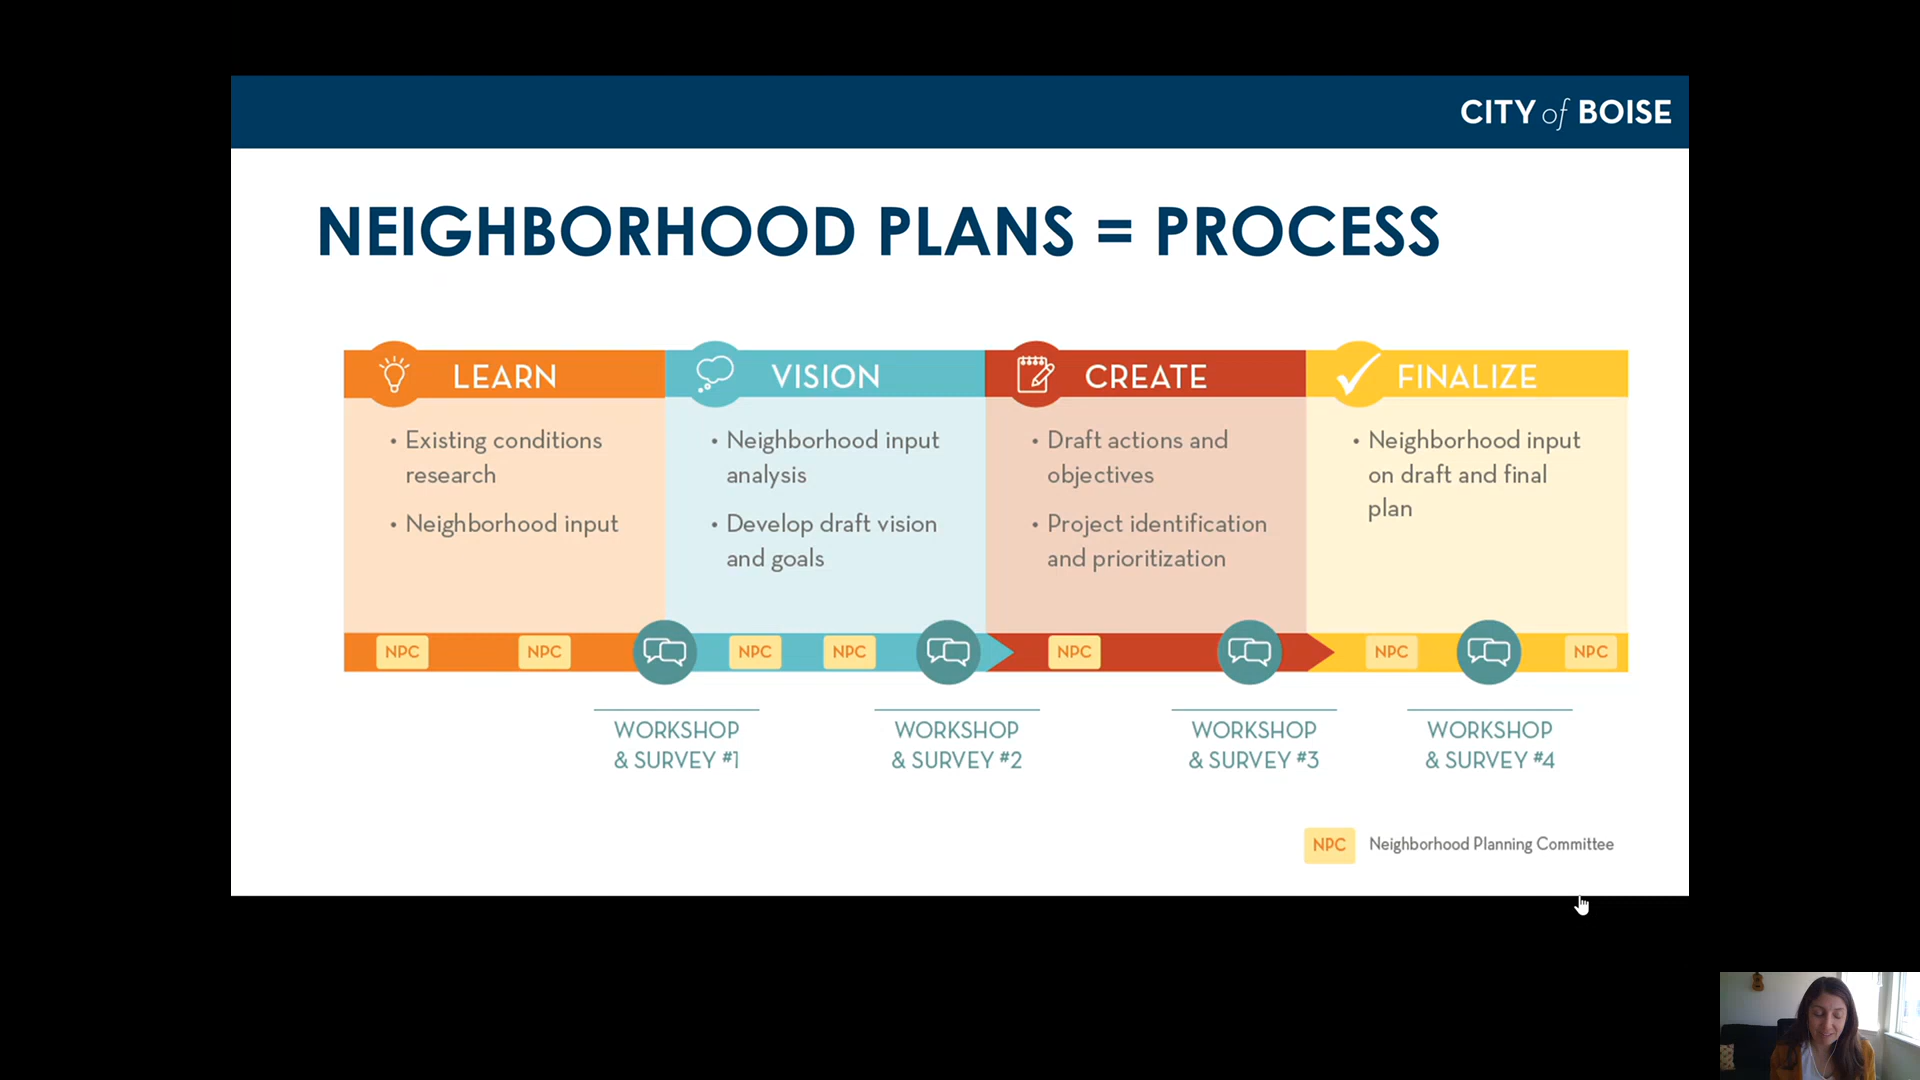 CITY of BOISE
NEIGHBORHOOD PLANS = PROCESS
LEARN
• Existing conditions
research
• Neighborhood input
VISION
• Neighborhood input
analysis
• Develop draft vision
and goals
CREATE
• Draft actions and
objectives
• Project identification
and prioritization
FINALIZE
• Neighborhood input
on draft and final
plan
NPC NPC NPC NPC NPC NPC NPC
WORKSHOP
& SURVEY #1
WORKSHOP
& SURVEY #2
WORKSHOP
& SURVEY #3
WORKSHOP
& SURVEY #4
NPC Neighborhood Planning Committee